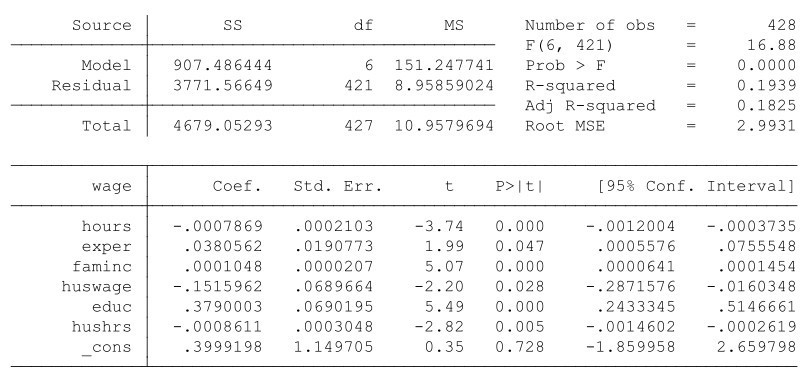 Source SS df MS Number of obs = 428
F(6, 421) = 16.88
Model 907.486444 6 151.247741 Prob > F = 0.0000
Residual 3771.56649 421 8.95859024 R-squared = 0.1939
Adj R-squared = 0.1825
Total 4679.05293 427 10.9579694 Root MSE = 2.9931
wage Coef. Std. Err. t P>|t| [95% Conf. Interval]
hours -.0007869 .0002103 -3.74 0.000 -.0012004 -.0003735
exper .0380562 .0190773 1.99 0.047 .0005576 .0755548
faminc .0001048 .0000207 5.07 0.000 .0000641 .0001454
huswage -.1515962 .0689664 -2.20 0.028 -.2871576 -.0160348
educ .3790003 .0690195 5.49 0.000 .2433345 .5146661
hushrs -.0008611 .0003048 -2.82 0.005 -.0014602 -.0002619
_cons .3999198 1.149705 0.35 0.728 -1.859958 2.659798